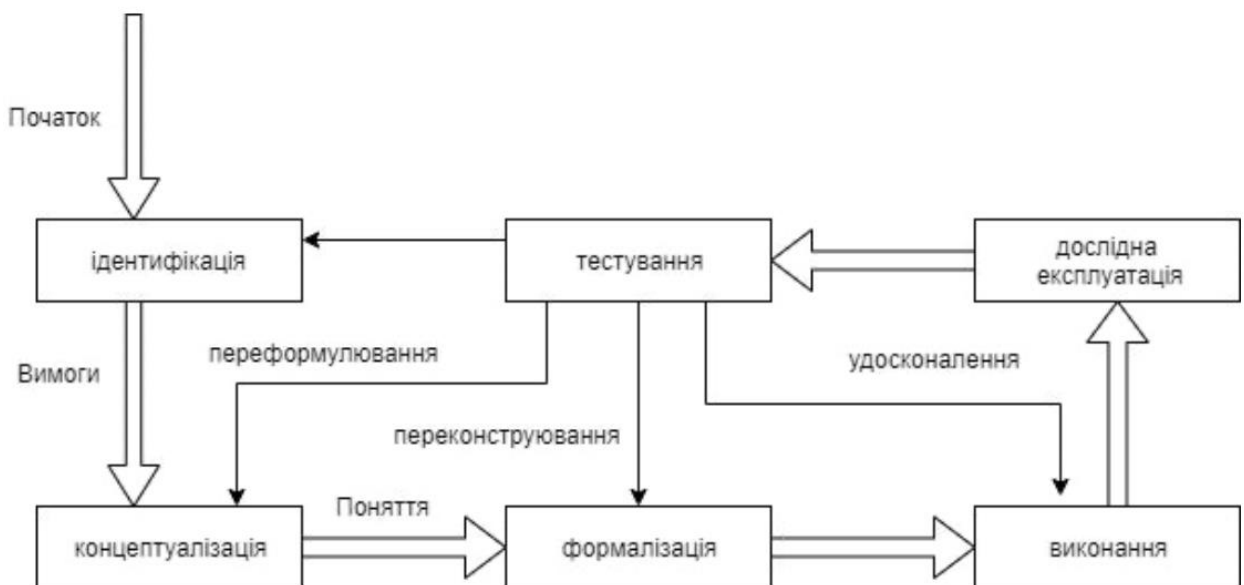 Початок
ідентифікація
тестування
дослідна
експлуатація
переформулювання
удосконалення
Вимоги
переконструювання
Поняття
концептуалізація
формалізація
виконання